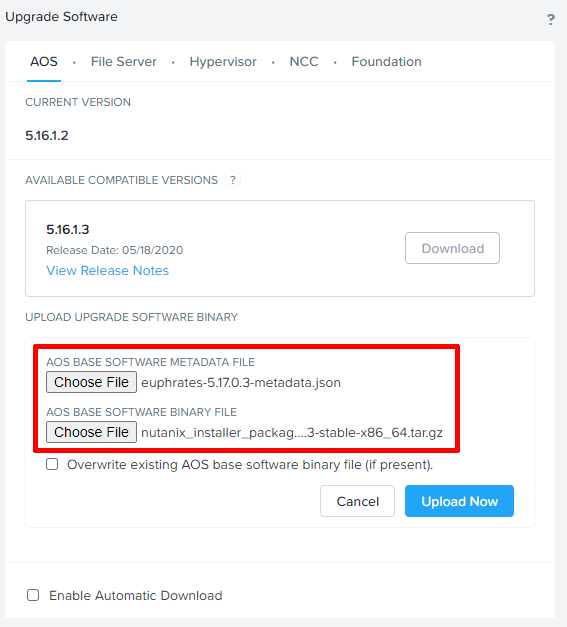 Upgrade Software
?
AOS · File Server · Hypervisor · NCC · Foundation
CURRENT VERSION
5.16.1.2
AVAILABLE COMPATIBLE VERSIONS ?
5.16.1.3
Release Date: 05/18/2020
Download
View Release Notes
UPLOAD UPGRADE SOFTWARE BINARY
AOS BASE SOFTWARE METADATA FILE
Choose File euphrates-5.17.0.3-metadata.json
AOS BASE SOFTWARE BINARY FILE
Choose File nutanix_installer_packag....3-stable-x86_64.tar.gz
Overwrite existing AOS base software binary file (if present).
Cancel Upload Now
Enable Automatic Download